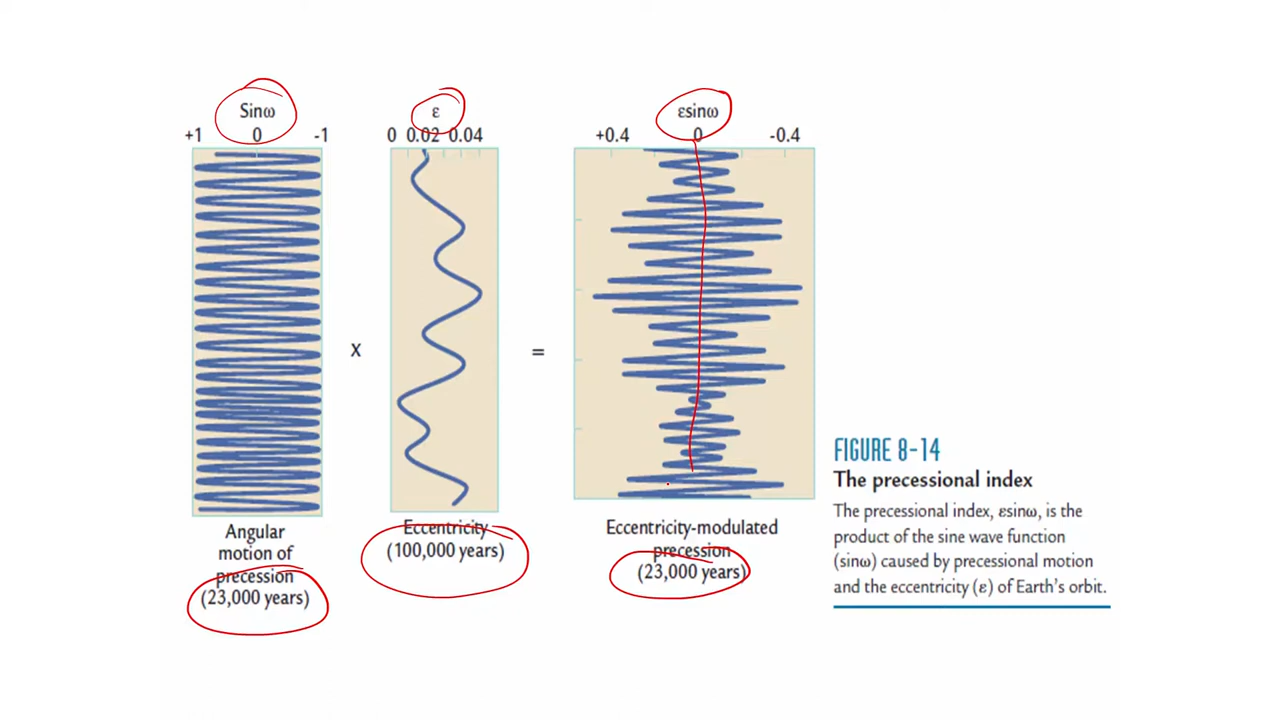 Sinω
ε
εsinω
+1 0 -1
0 0.02 0.04
+0.4 0 -0.4
x
=
Angular
motion of
precession
(23,000 years)
Eccentricity
(100,000 years)
Eccentricity-modulated
precession
(23,000 years)
FIGURE 8-14
The precessional index
The precessional index, εsinω, is the
product of the sine wave function
(sinω) caused by precessional motion
and the eccentricity (ε) of Earth's orbit.